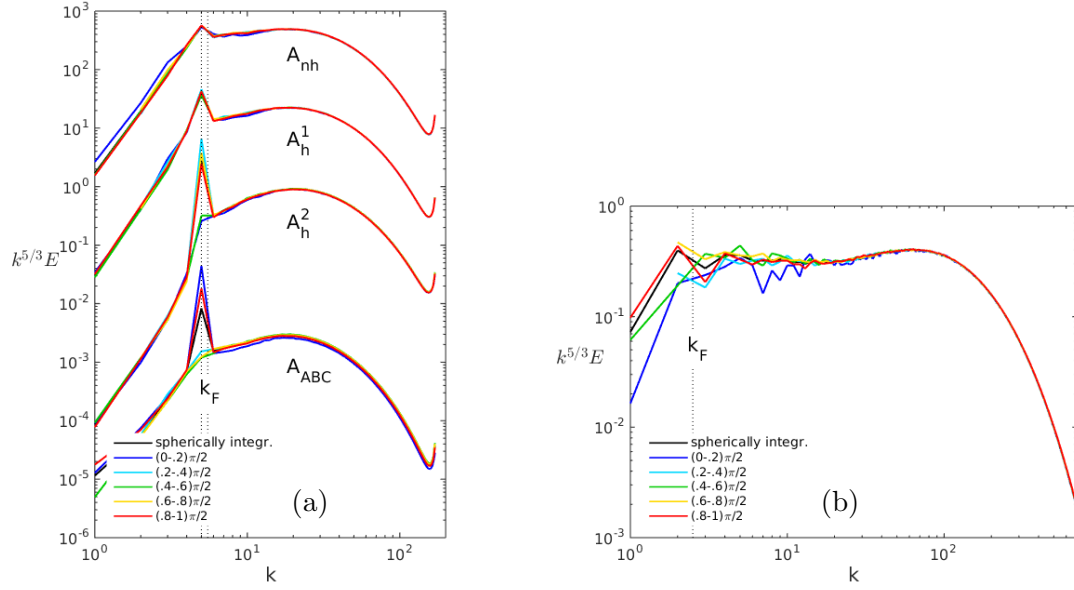 10^3
10^2
10^1
10^0
10^-1
10^-2
10^-3
10^-4
10^-5
10^-6
k^{5/3}E
A_nh
A_h^1
A_h^2
A_ABC
k_F
spherically integr.
(0-.2)π/2
(.2-.4)π/2
(.4-.6)π/2
(.6-.8)π/2
(.8-1)π/2
(a)
10^0 10^1 10^2
k
10^0
10^-1
10^-2
10^-3
k^{5/3}E
k_F
spherically integr.
(0-.2)π/2
(.2-.4)π/2
(.4-.6)π/2
(.6-.8)π/2
(.8-1)π/2
(b)
10^0 10^1 10^2
k